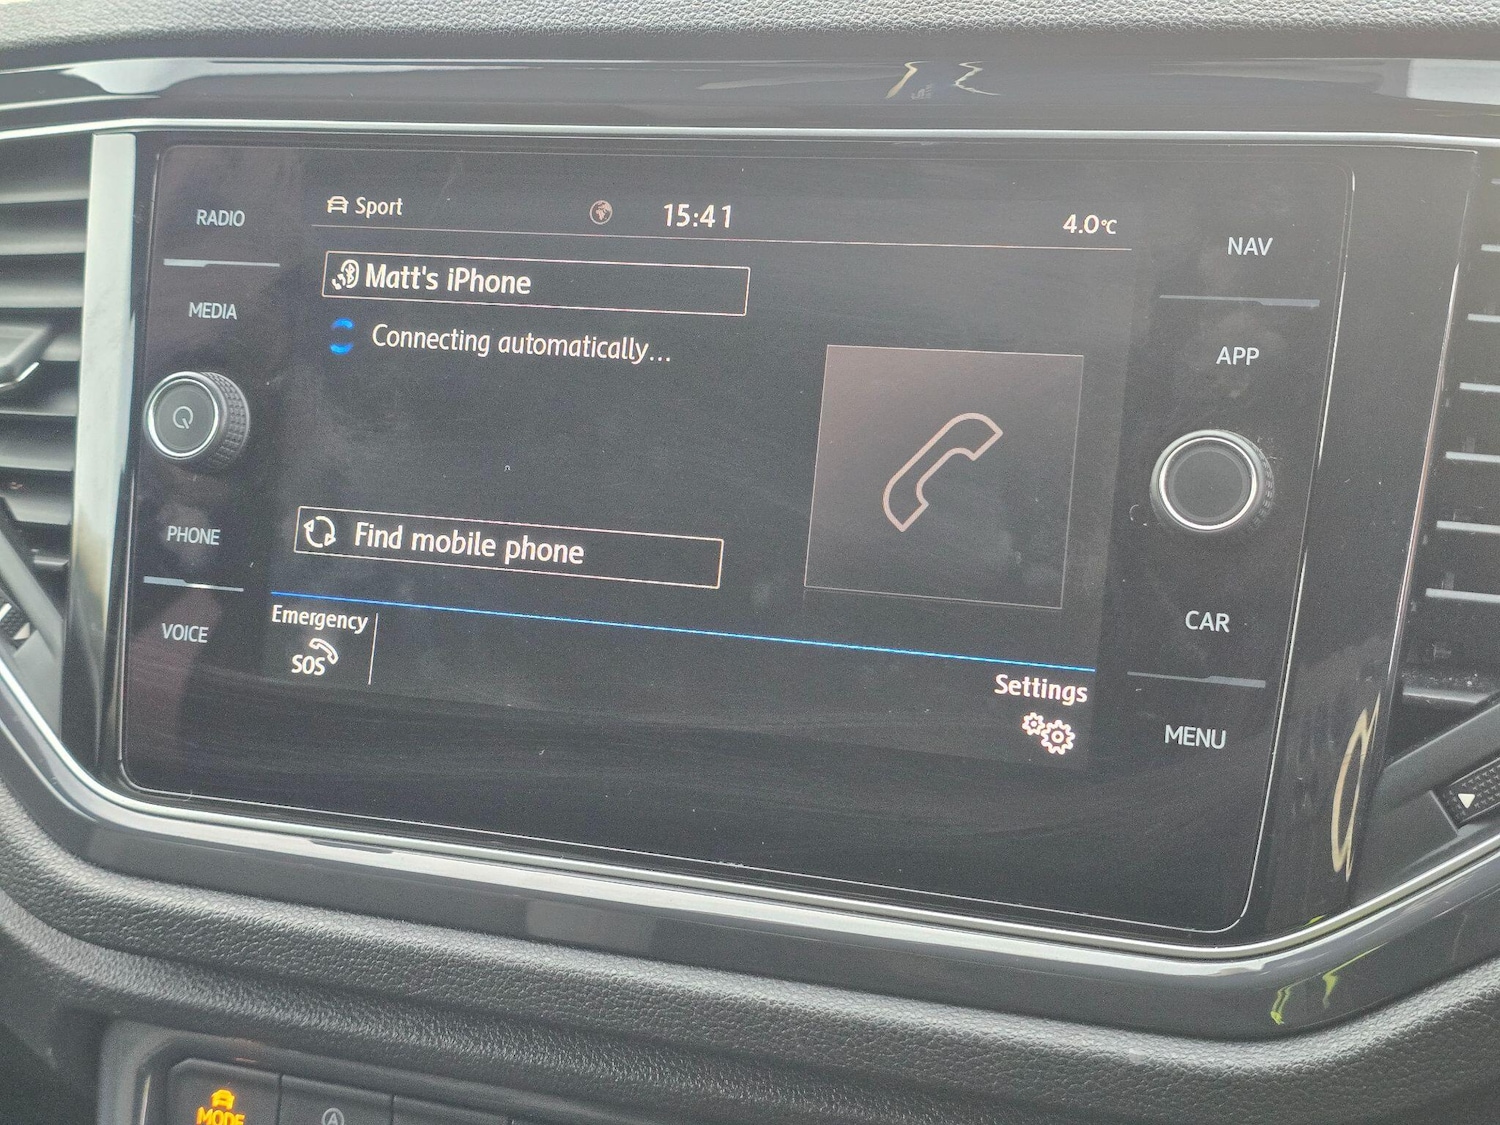 RADIO
MEDIA
PHONE
VOICE
Sport
15:41
4.0°C
Matt's iPhone
Connecting automatically...
Find mobile phone
Emergency
SOS
Settings
NAV
APP
CAR
MENU
MODE
A